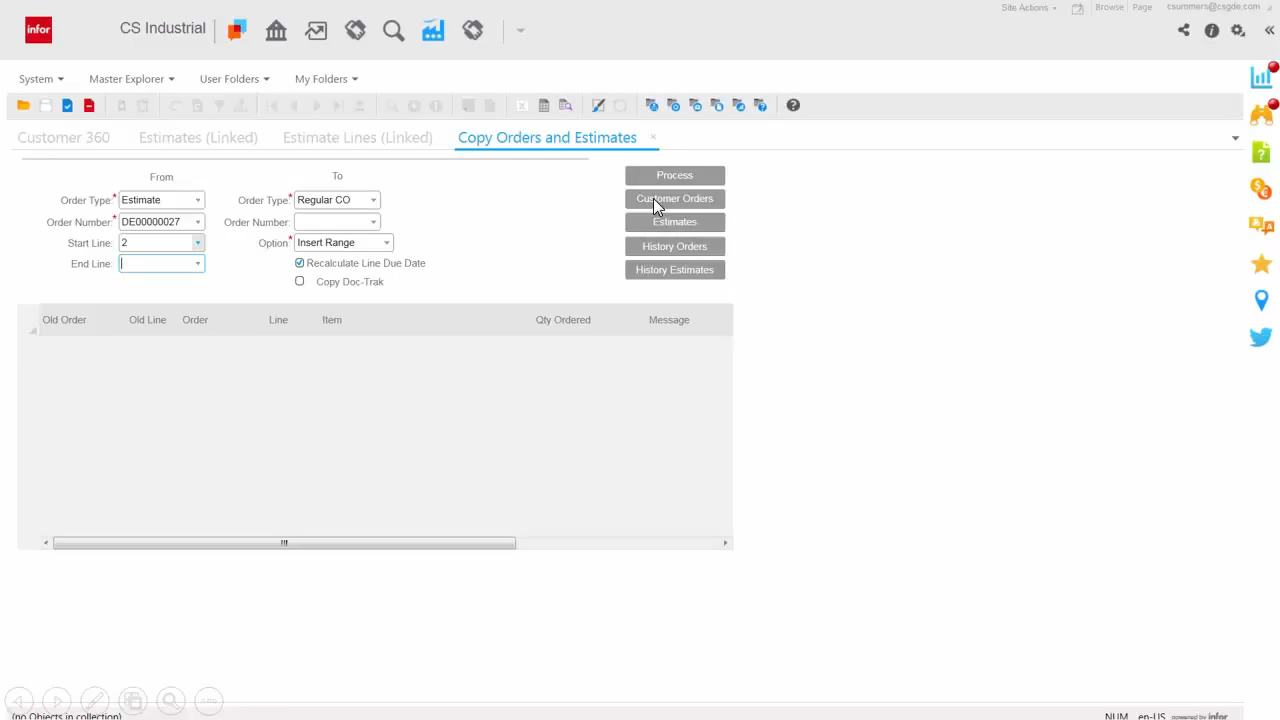 Site Actions Browse Page csummers@csgde.com
infor CS Industrial
System Master Explorer User Folders My Folders
Customer 360 Estimates (Linked) Estimate Lines (Linked) Copy Orders and Estimates ×
From To Process
Order Type:* Estimate Order Type:* Regular CO Customer Orders
Order Number:* DE00000027 Order Number: Estimates
Start Line: 2 Option:* Insert Range History Orders
End Line: Recalculate Line Due Date History Estimates
Copy Doc-Trak
Old Order Old Line Order Line Item Qty Ordered Message
(no Objects in collection) NUM en-US powered by infor